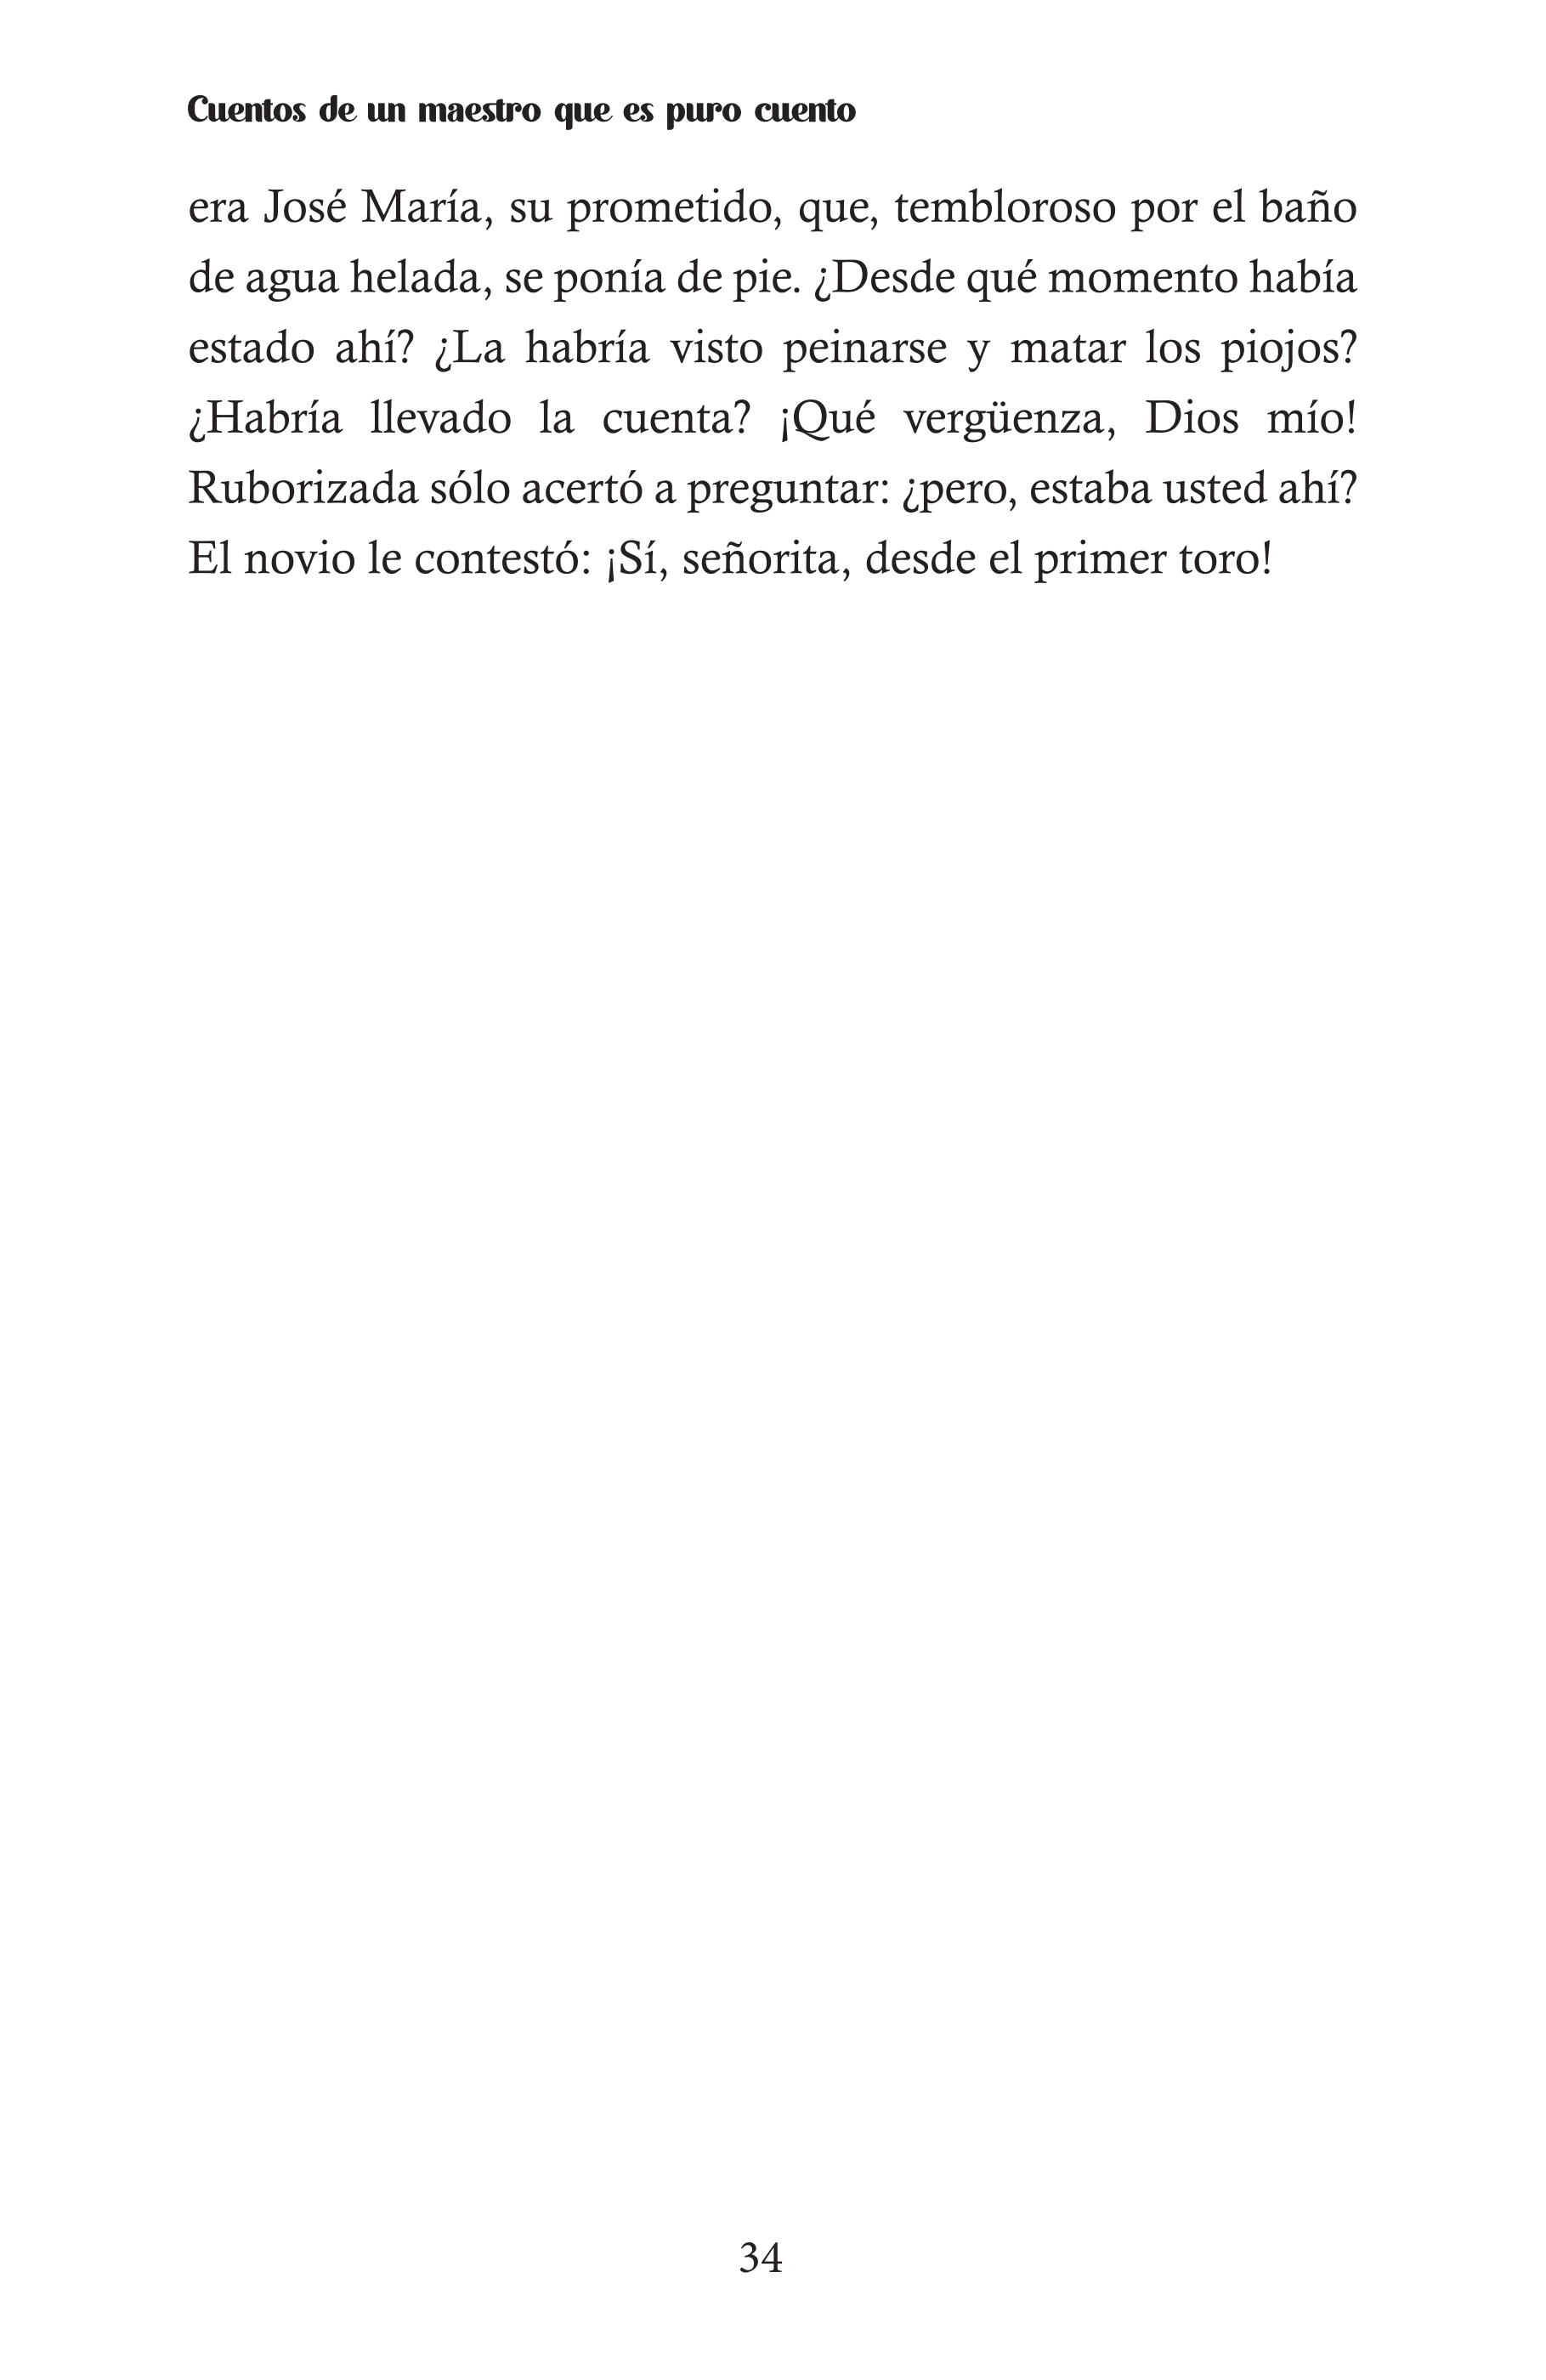 Cuentos de un maestro que es puro cuento
era José María, su prometido, que, tembloroso por el baño
de agua helada, se ponía de pie. ¿Desde qué momento había
estado ahí? ¿La habría visto peinarse y matar los piojos?
¿Habría llevado la cuenta? ¡Qué vergüenza, Dios mío!
Ruborizada sólo acertó a preguntar: ¿pero, estaba usted ahí?
El novio le contestó: ¡Sí, señorita, desde el primer toro!
34